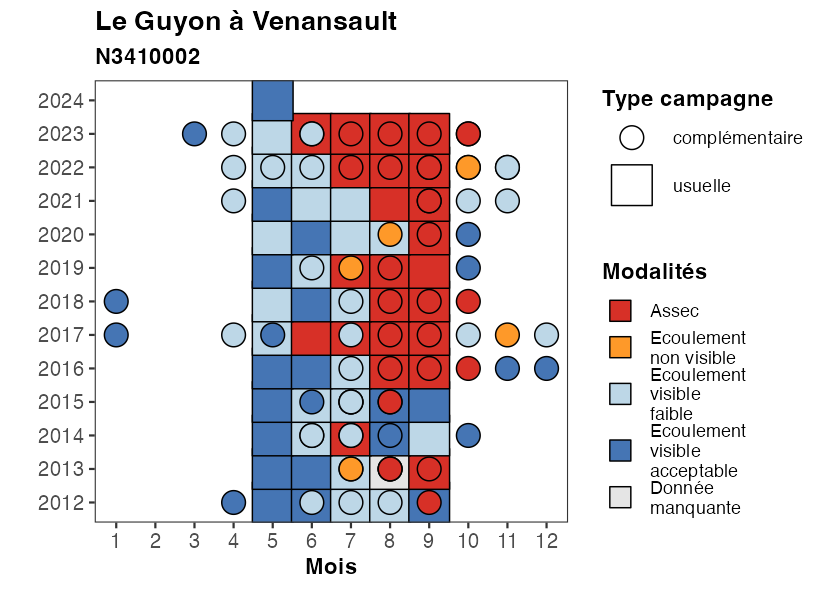 Le Guyon à Venansault
N3410002
2024
2023
2022
2021
2020
2019
2018
2017
2016
2015
2014
2013
2012
1 2 3 4 5 6 7 8 9 10 11 12
Mois
Type campagne
complémentaire
usuelle
Modalités
Assec
Ecoulement
non visible
Ecoulement
visible
faible
Ecoulement
visible
acceptable
Donnée
manquante